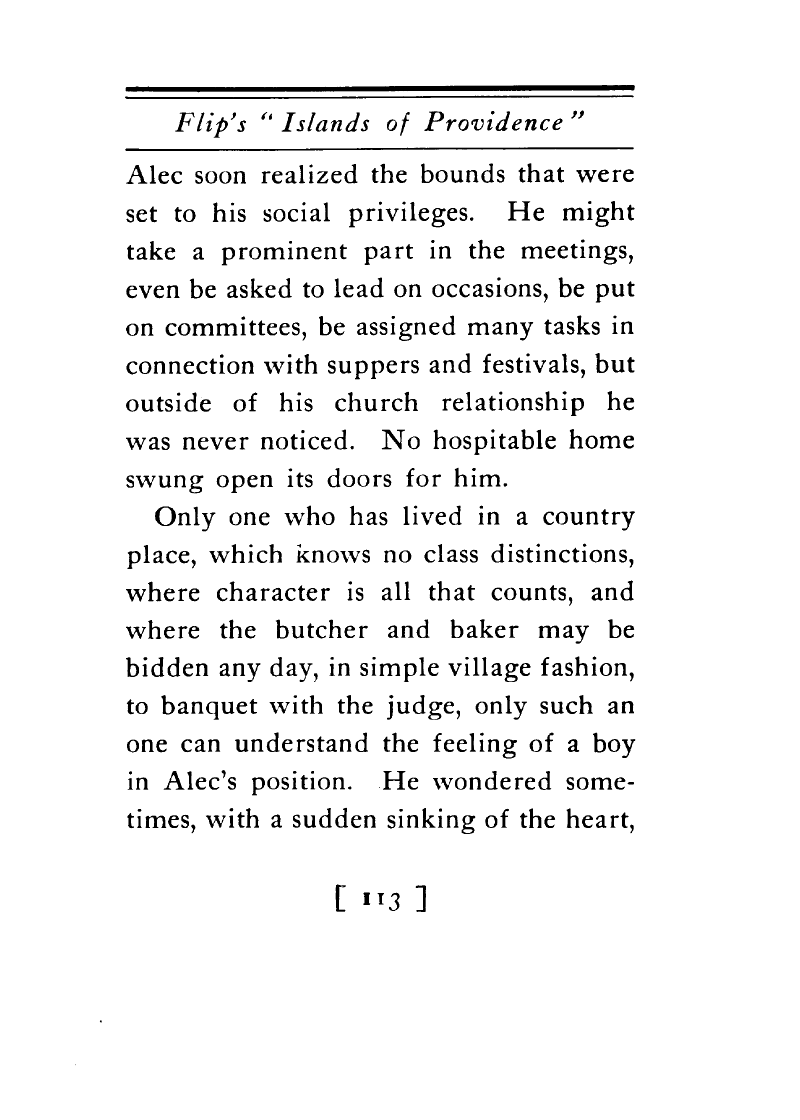 Flip's "Islands of Providence"
Alec soon realized the bounds that were
set to his social privileges. He might
take a prominent part in the meetings,
even be asked to lead on occasions, be put
on committees, be assigned many tasks in
connection with suppers and festivals, but
outside of his church relationship he
was never noticed. No hospitable home
swung open its doors for him.
Only one who has lived in a country
place, which knows no class distinctions,
where character is all that counts, and
where the butcher and baker may be
bidden any day, in simple village fashion,
to banquet with the judge, only such an
one can understand the feeling of a boy
in Alec's position. He wondered some-
times, with a sudden sinking of the heart,
[ 113 ]